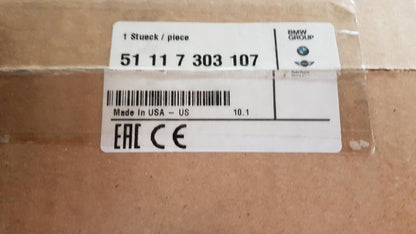 1 Stueck / piece
BMW
GROUP
51 11 7 303 107
Made in USA - US 10.1
EAC CE